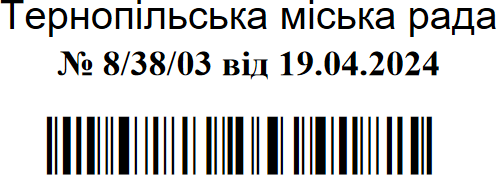 Тернопільська міська рада
№ 8/38/03 від 19.04.2024